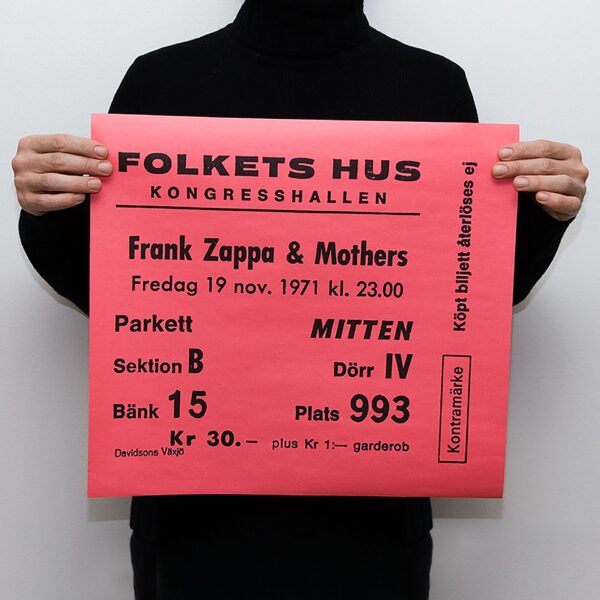 FOLKETS HUS
KONGRESSHALLEN
Frank Zappa & Mothers
Fredag 19 nov. 1971 kl. 23.00
Parkett MITTEN
Sektion B Dörr IV
Bänk 15 Plats 993
Kr 30.– plus Kr 1:– garderob
Davidsons Växjö
Köpt biljett återlöses ej
Kontramärke